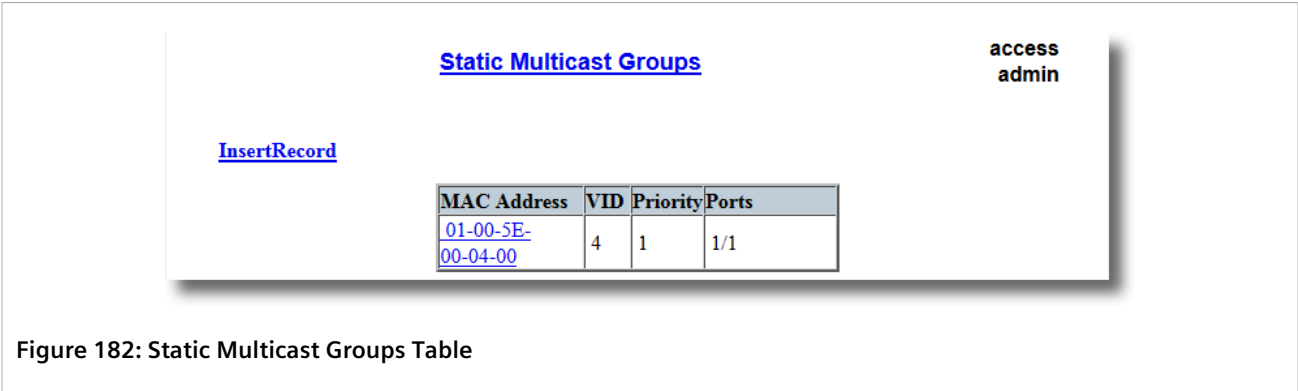 Static Multicast Groups
access
admin
InsertRecord
MAC Address VID Priority Ports
01-00-5E-
00-04-00 4 1 1/1
Figure 182: Static Multicast Groups Table